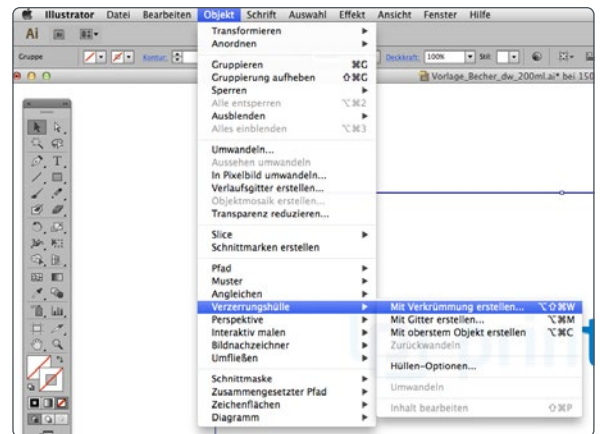 Illustrator Datei Bearbeiten Objekt Schrift Auswahl Effekt Ansicht Fenster Hilfe
Ai Br
Gruppe Kontur: Deckkraft: 100% Stil:
Vorlage_Becher_dw_200ml.ai* bei 150
Transformieren
Anordnen
Gruppieren ⌘G
Gruppierung aufheben ⇧⌘G
Sperren
Alle entsperren ⌥⌘2
Ausblenden
Alles einblenden ⌥⌘3
Umwandeln...
Aussehen umwandeln
In Pixelbild umwandeln...
Verlaufsgitter erstellen...
Objektmosaik erstellen...
Transparenz reduzieren...
Slice
Schnittmarken erstellen
Pfad
Muster
Angleichen
Verzerrungshülle
Perspektive
Interaktiv malen
Bildnachzeichner
Umfließen
Schnittmaske
Zusammengesetzter Pfad
Zeichenflächen
Diagramm
Mit Verkrümmung erstellen... ⌥⇧⌘W
Mit Gitter erstellen... ⌥⌘M
Mit oberstem Objekt erstellen ⌥⌘C
Zurückwandeln
Hüllen-Optionen...
Umwandeln
Inhalt bearbeiten ⇧⌘P